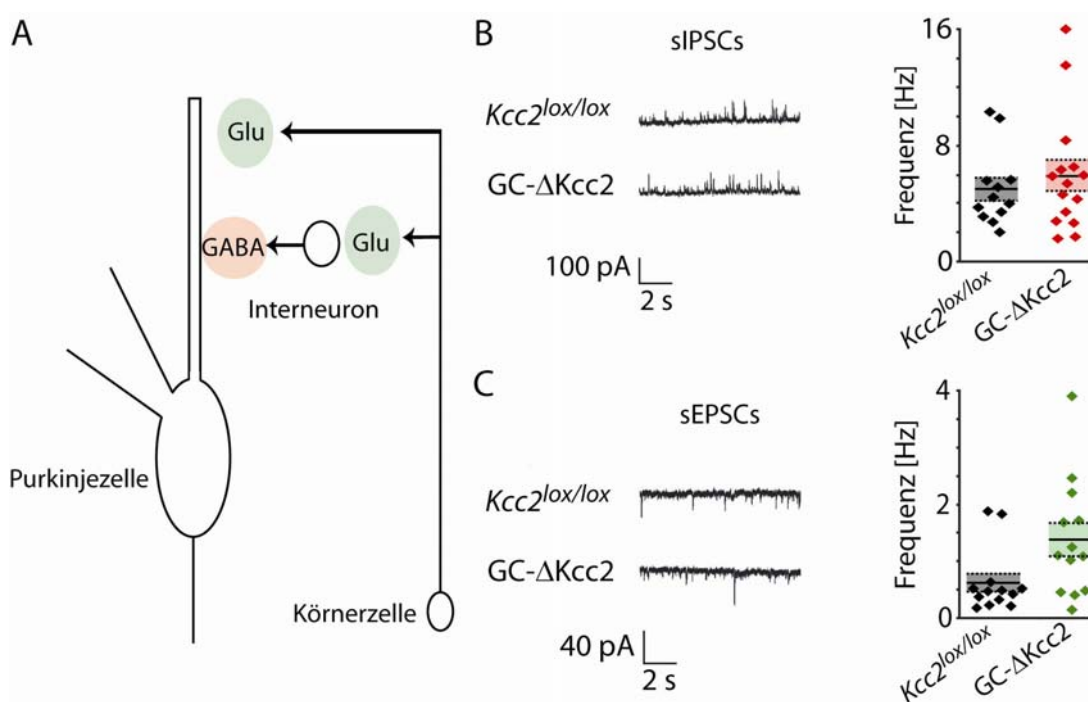 A
Glu
GABA
Glu
Interneuron
Purkinjezelle
Körnerzelle
B
sIPSCs
Kcc2lox/lox
GC-ΔKcc2
100 pA
2 s
Frequenz [Hz]
16
8
0
Kcc2lox/lox
GC-ΔKcc2
C
sEPSCs
Kcc2lox/lox
GC-ΔKcc2
40 pA
2 s
Frequenz [Hz]
4
2
0
Kcc2lox/lox
GC-ΔKcc2